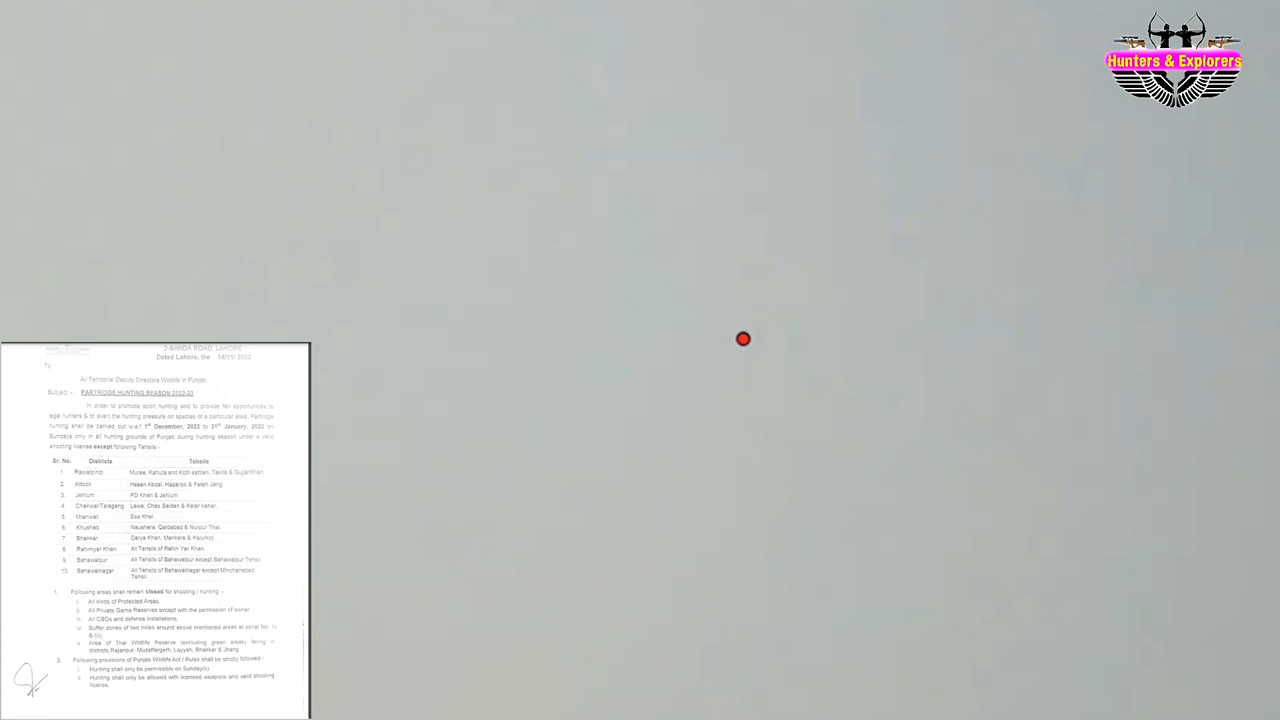 Hunters & Explorers
2-SANDA ROAD, LAHORE
Dated Lahore, the 14/11/2022
To
All Territorial Deputy Directors Wildlife in Punjab.
Subject:- PARTRIDGE HUNTING SEASON 2022-23
In order to promote sport hunting and to provide fair opportunities to
legal hunters & to avert the hunting pressure on species of a particular area. Partridge
hunting shall be carried out w.e.f 1st December, 2022 to 31st January, 2023 on
Sundays only in all hunting grounds of Punjab during hunting season under a valid
shooting license except following Tehsils:-
Sr. No. Districts Tehsils
1. Rawalpindi Muree, Kahuta and Kotli sattian, Taxila & GujarKhan.
2. Attock Hasan Abdal, Hazaroo & Fateh Jang.
3. Jehlum PD Khan & Jehlum
4. Chakwal/Talagang Lawa, Choa Saiden & Kalar kahar.
5. Mianwali Esa Khel.
6. Khushab Naushera, Qaidabad & Nurpur Thal.
7. Bhakkar Darya Khan, Mankera & Kalurkot
8. Rahimyar Khan All Tehsils of Rahim Yar Khan.
9. Bahawalpur All Tehsils of Bahawalpur except Bahawalpur Tehsil.
10. Bahawalnagar All Tehsils of Bahawalnagar except Minchenabad
Tehsil.
1. Following areas shall remain closed for shooting / hunting :-
i. All kinds of Protected Areas.
ii. All Private Game Reserves except with the permission of owner.
iii. All CBOs and defense installations.
iv. Buffer zones of two miles around above mentioned areas at serial
& (iii).
v. Area of Thal Wildlife Reserve (excluding green areas) falling in
districts, Rajanpur, Muzaffargarh, Layyah, Bhakkar & Jhang.
2. Following provisions of Punjab Wildlife Act / Rules shall be strictly followed:-
i. Hunting shall only be permissible on Sunday(s).
ii. Hunting shall only be allowed with licensed weapons and valid shooting
license.